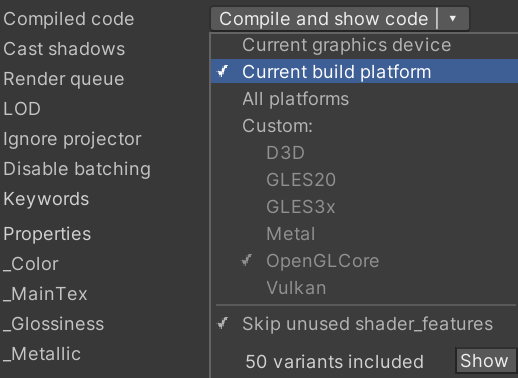 Compiled code
Compile and show code
Cast shadows
Current graphics device
Render queue
Current build platform
LOD
All platforms
Ignore projector
Custom:
Disable batching
D3D
Keywords
GLES20
GLES3x
Properties
Metal
_Color
OpenGLCore
_MainTex
Vulkan
_Glossiness
Skip unused shader_features
_Metallic
50 variants included
Show